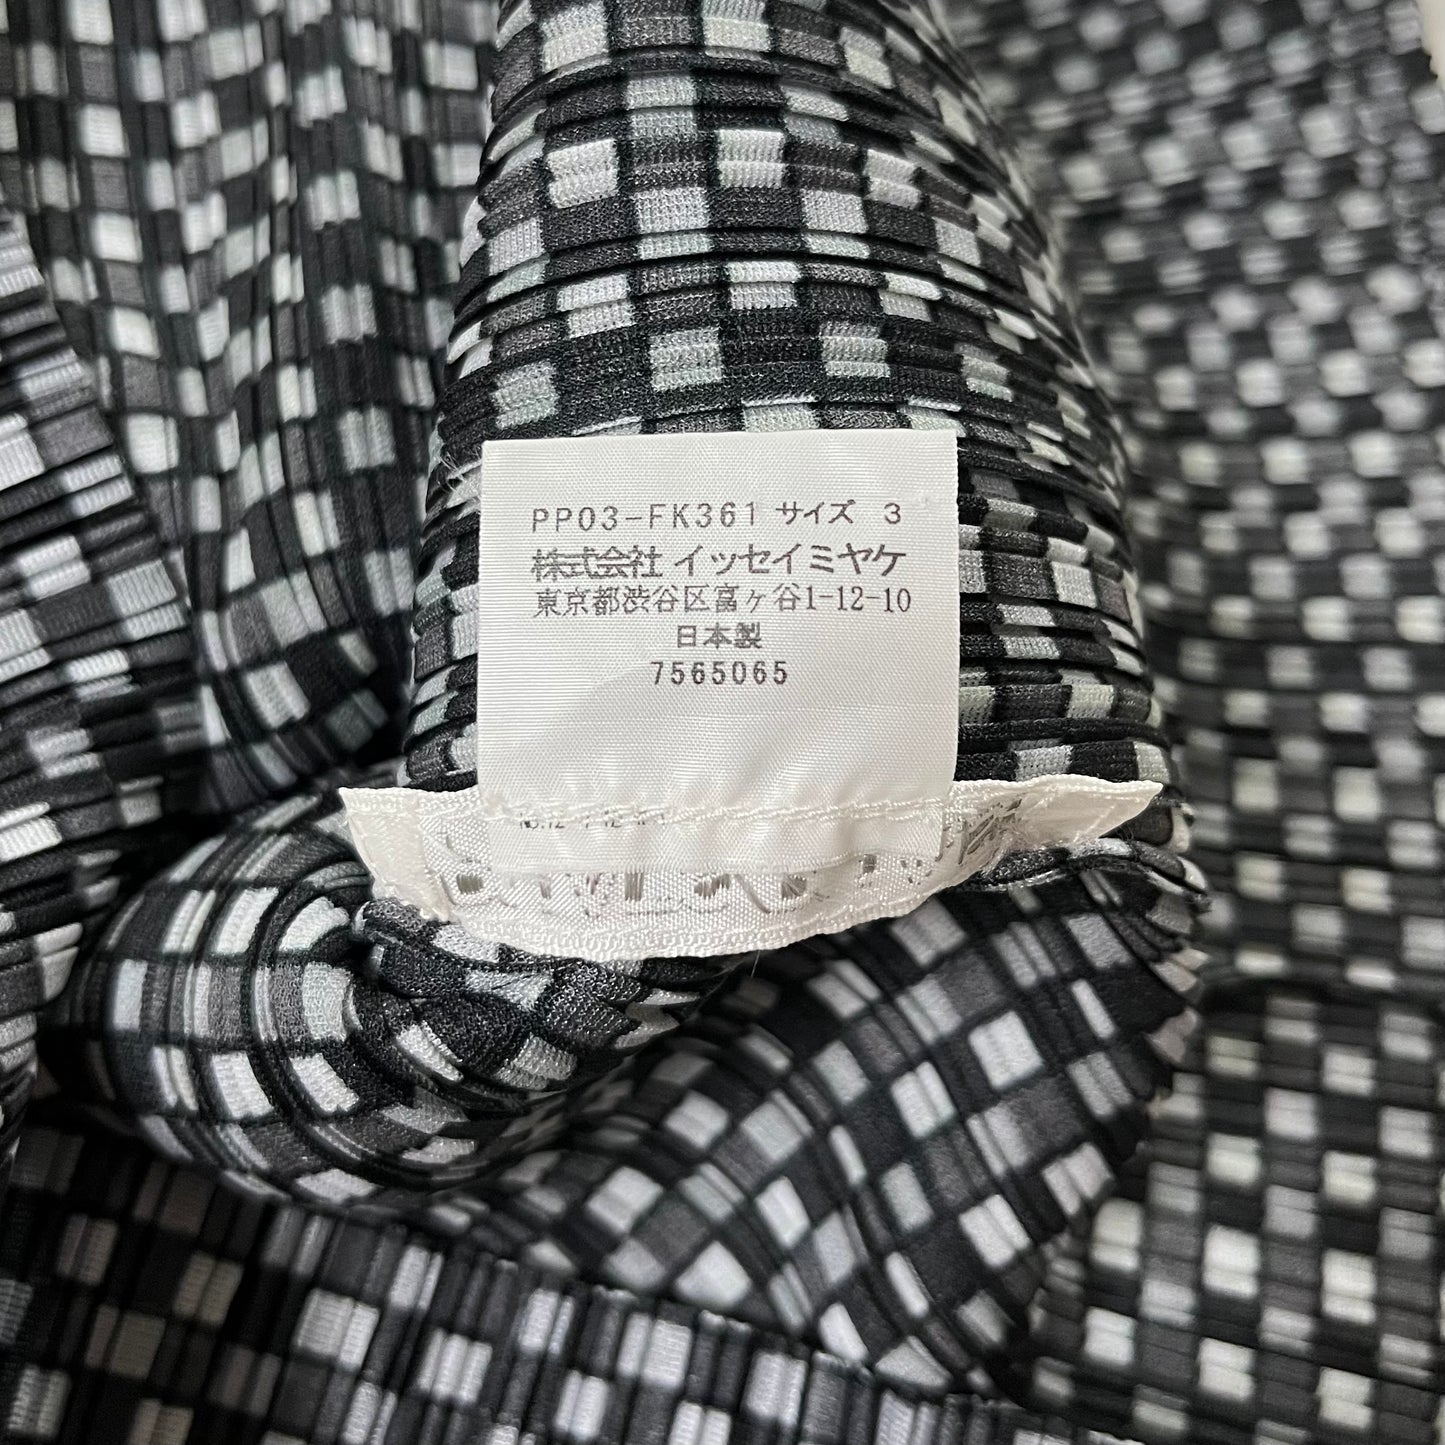 PP03-FK361 サイズ 3
株式会社 イッセイミヤケ
東京都渋谷区富ヶ谷1-12-10
日本製
7565065